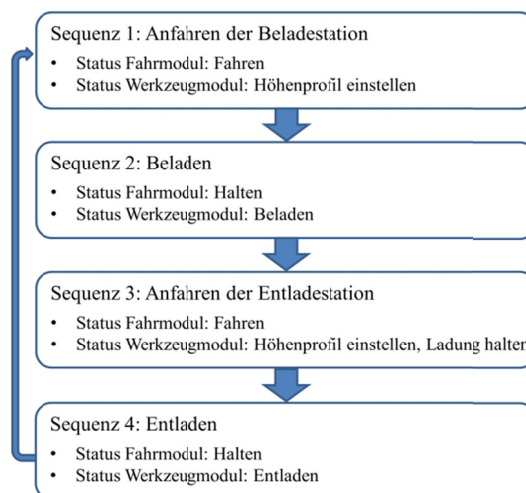 Sequenz 1: Anfahren der Beladestation
• Status Fahrmodul: Fahren
• Status Werkzeugmodul: Höhenprofil einstellen
Sequenz 2: Beladen
• Status Fahrmodul: Halten
• Status Werkzeugmodul: Beladen
Sequenz 3: Anfahren der Entladestation
• Status Fahrmodul: Fahren
• Status Werkzeugmodul: Höhenprofil einstellen, Ladung halten
Sequenz 4: Entladen
• Status Fahrmodul: Halten
• Status Werkzeugmodul: Entladen